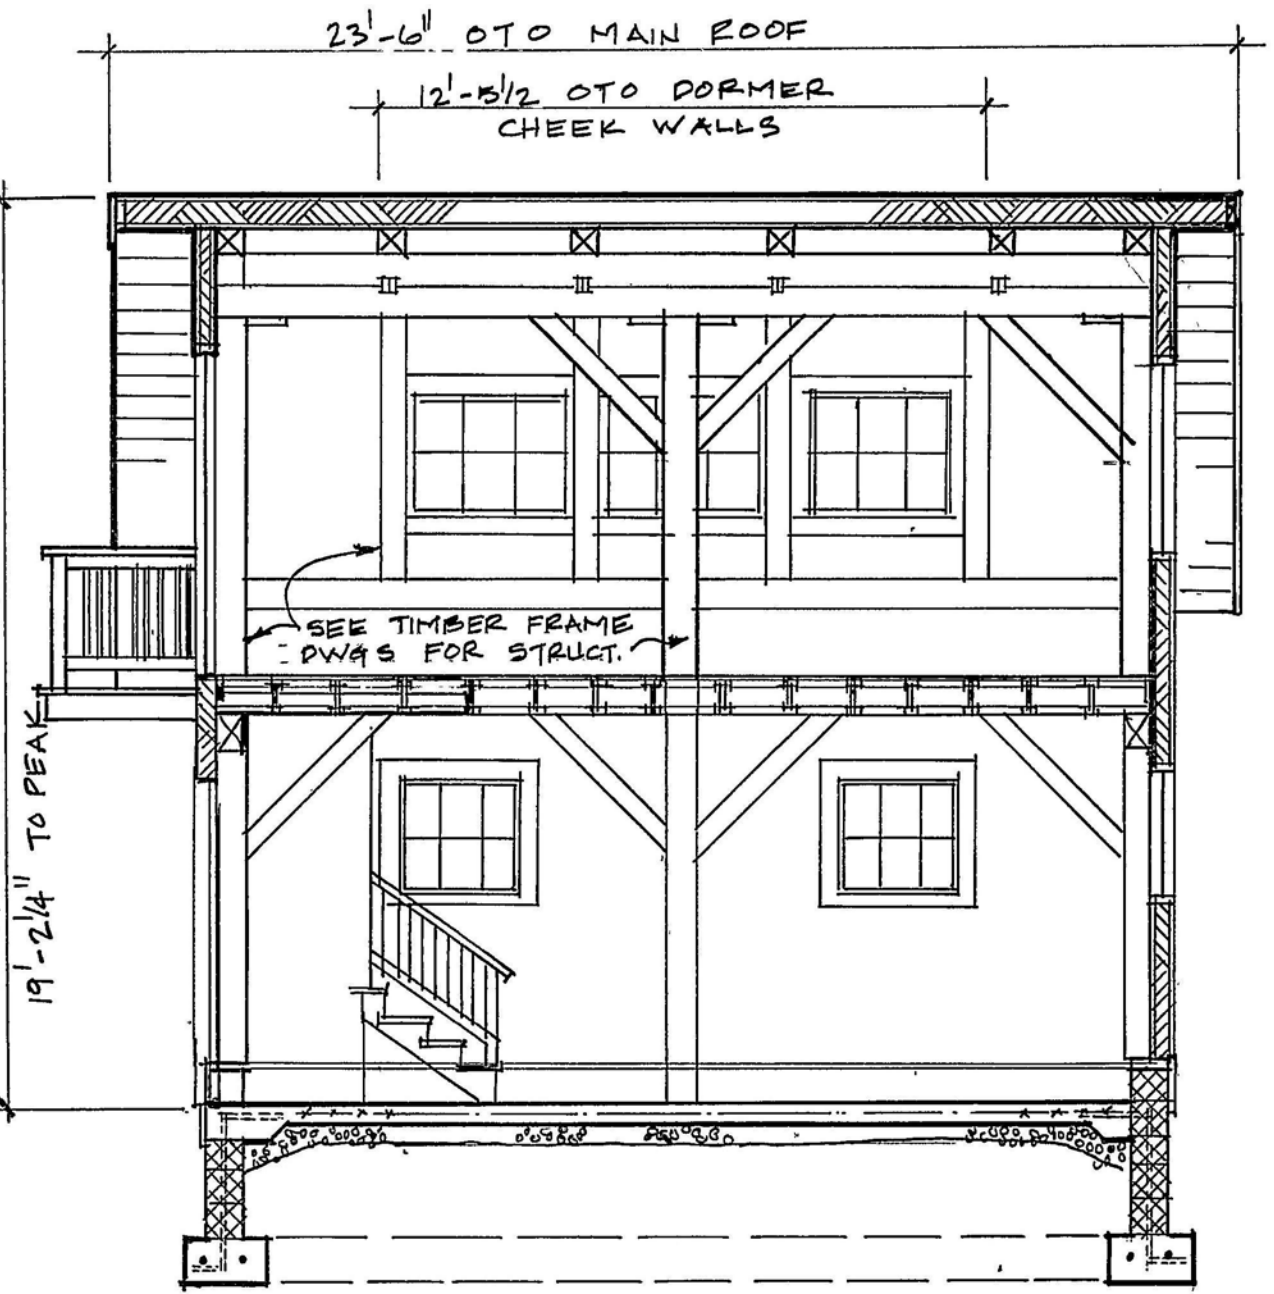 23'-6" OTO MAIN ROOF
12'-5 1/2 OTO DORMER
CHEEK WALLS
SEE TIMBER FRAME
DWGS FOR STRUCT.
19'-2 1/4" TO PEAK